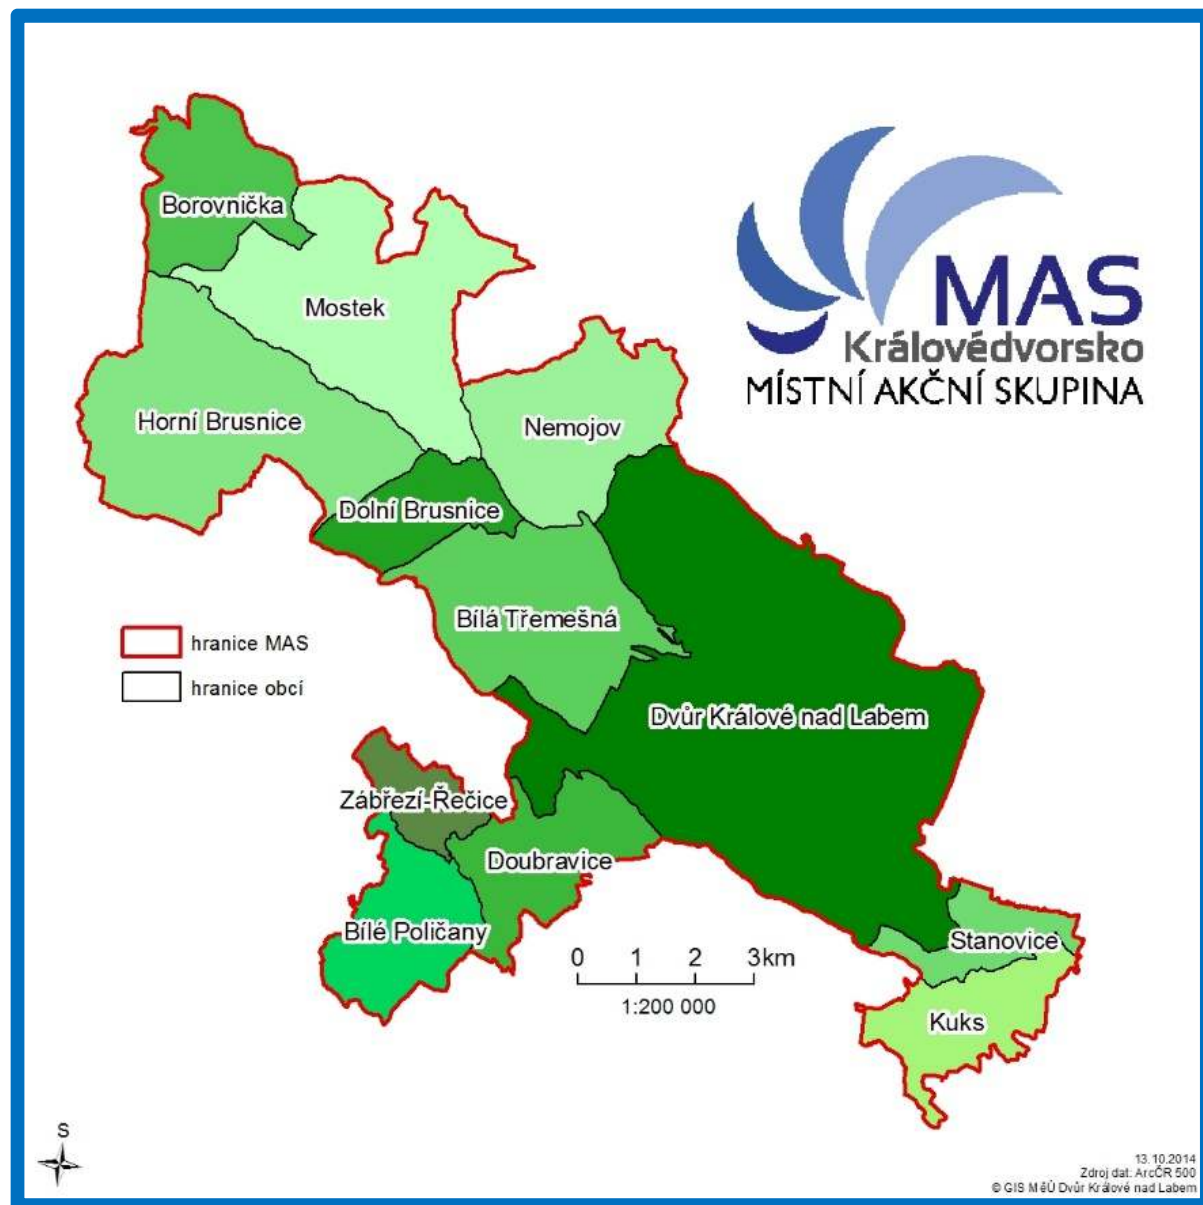 Borovnička
MAS
Mostek
Královédvorsko
MÍSTNÍ AKČNÍ SKUPINA
Horní Brusnice
Nemojov
Dolní Brusnice
Bílá Třemešná
hranice MAS
hranice obcí
Dvůr Králové nad Labem
Zábřezí-Řečice
Doubravice
Bílé Poličany
Stanovice
0 1 2 3km
1:200 000
Kuks
S
13.10.2014
Zdroj dat: ArcČR 500
© GIS MěÚ Dvůr Králové nad Labem